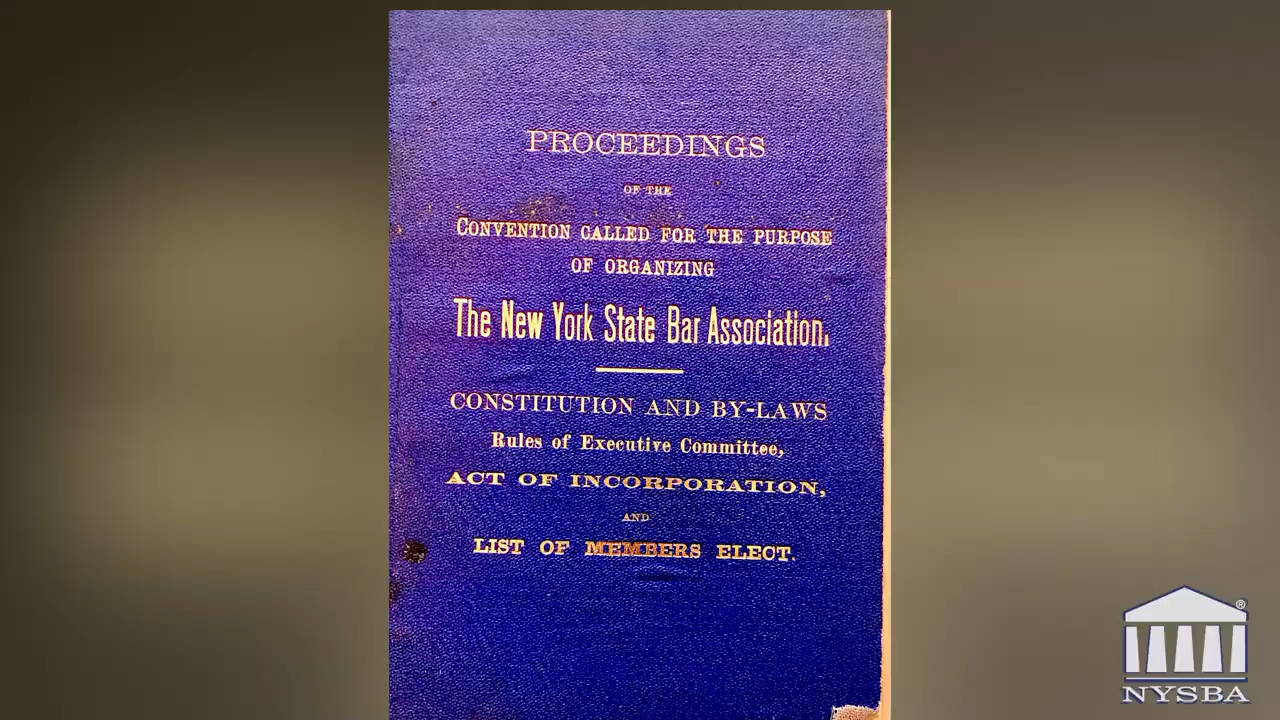 PROCEEDINGS
OF THE
CONVENTION CALLED FOR THE PURPOSE
OF ORGANIZING
The New York State Bar Association.
CONSTITUTION AND BY-LAWS
Rules of Executive Committee,
ACT OF INCORPORATION,
AND
LIST OF MEMBERS ELECT.
®
NYSBA